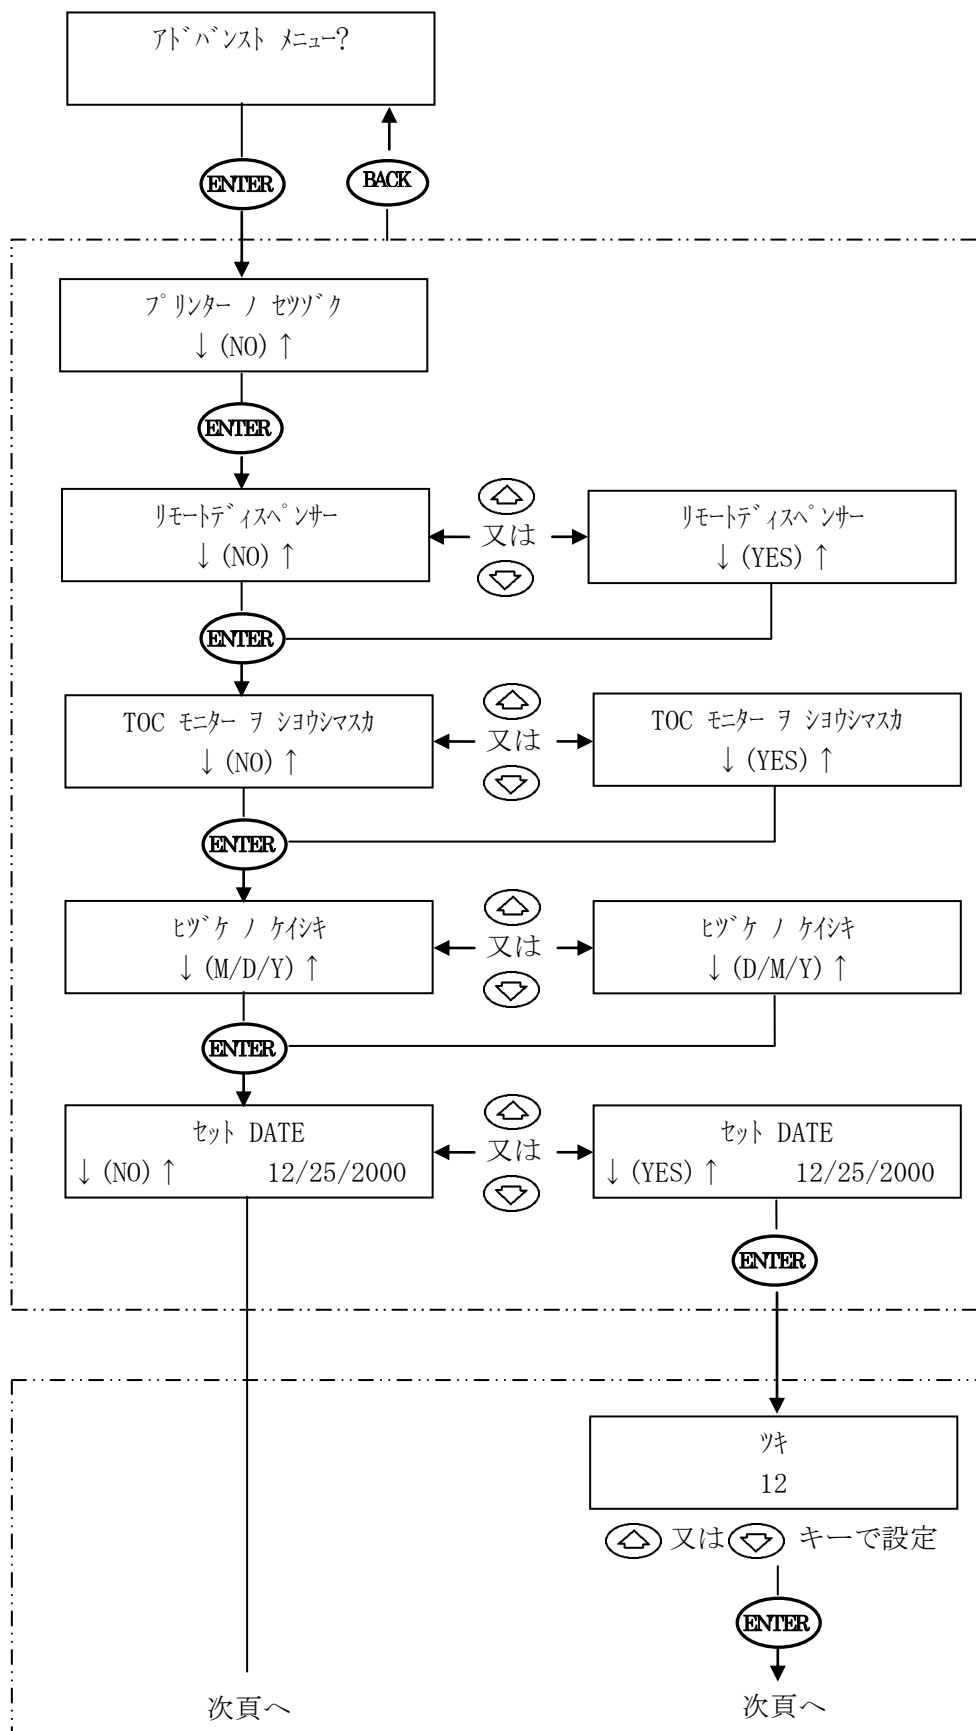 ｱﾄﾞﾊﾞﾝｽﾄ ﾒﾆｭｰ?
ENTER
BACK
ﾌﾟﾘﾝﾀｰ ﾉ ｾﾂｿﾞｸ
↓(NO)↑
ENTER
ﾘﾓｰﾄﾃﾞｨｽﾍﾟﾝｻｰ
↓(NO)↑
又は
ﾘﾓｰﾄﾃﾞｨｽﾍﾟﾝｻｰ
↓(YES)↑
ENTER
TOC ﾓﾆﾀｰ ｦ ｼﾖｳｼﾏｽｶ
↓(NO)↑
又は
TOC ﾓﾆﾀｰ ｦ ｼﾖｳｼﾏｽｶ
↓(YES)↑
ENTER
ﾋﾂﾞｹ ﾉ ｹｲｼｷ
↓(M/D/Y)↑
又は
ﾋﾂﾞｹ ﾉ ｹｲｼｷ
↓(D/M/Y)↑
ENTER
ｾｯﾄ DATE
↓(NO)↑ 12/25/2000
又は
ｾｯﾄ DATE
↓(YES)↑ 12/25/2000
ENTER
ﾂｷ
12
又は キーで設定
ENTER
次頁へ
次頁へ